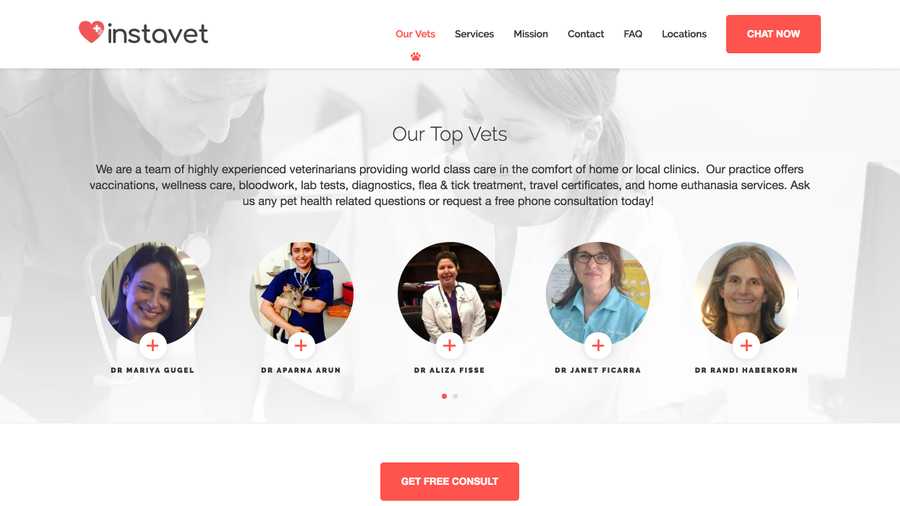 instavet
Our Vets
Services
Mission
Contact
FAQ
Locations
CHAT NOW
Our Top Vets
We are a team of highly experienced veterinarians providing world class care in the comfort of home or local clinics.  Our practice offers
vaccinations, wellness care, bloodwork, lab tests, diagnostics, flea & tick treatment, travel certificates, and home euthanasia services. Ask
us any pet health related questions or request a free phone consultation today!
DR MARIYA GUGEL
DR APARNA ARUN
DR ALIZA FISSE
DR JANET FICARRA
DR RANDI HABERKORN
GET FREE CONSULT